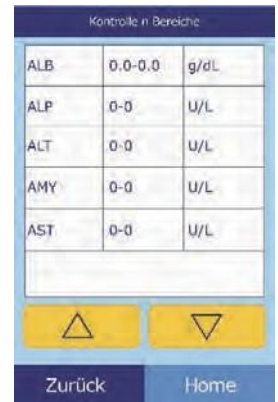 Kontrolle n Bereiche
ALB 0.0-0.0 g/dL
ALP 0-0 U/L
ALT 0-0 U/L
AMY 0-0 U/L
AST 0-0 U/L
Zurück Home